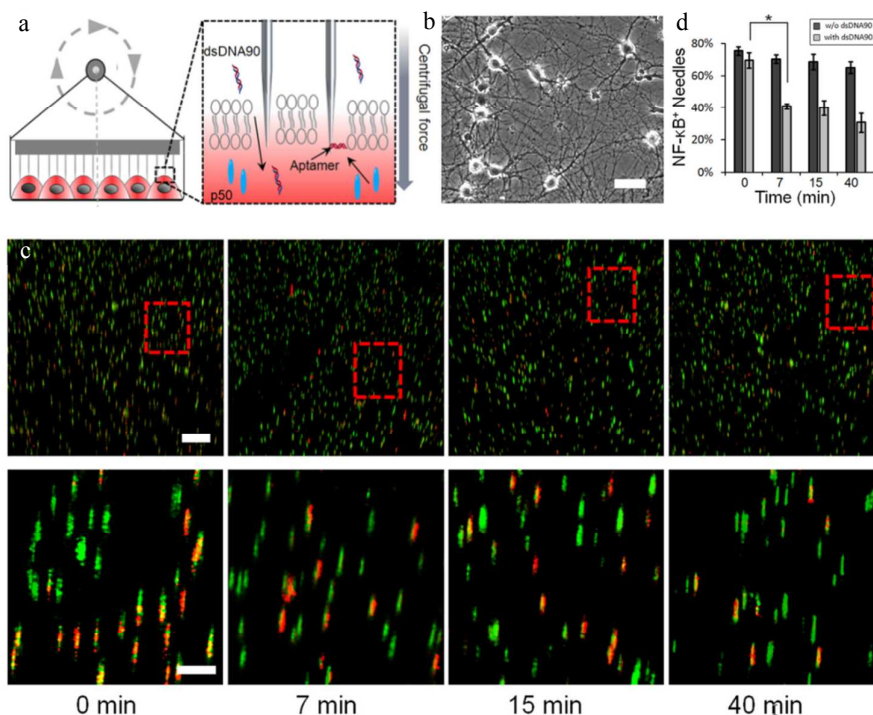 a
dsDNA90
Aptamer
p50
Centrifugal force
b
d
NF-κB⁺ Needles
80%
60%
40%
20%
0%
*
w/o dsDNA90
with dsDNA90
0 7 15 40
Time (min)
c
0 min 7 min 15 min 40 min